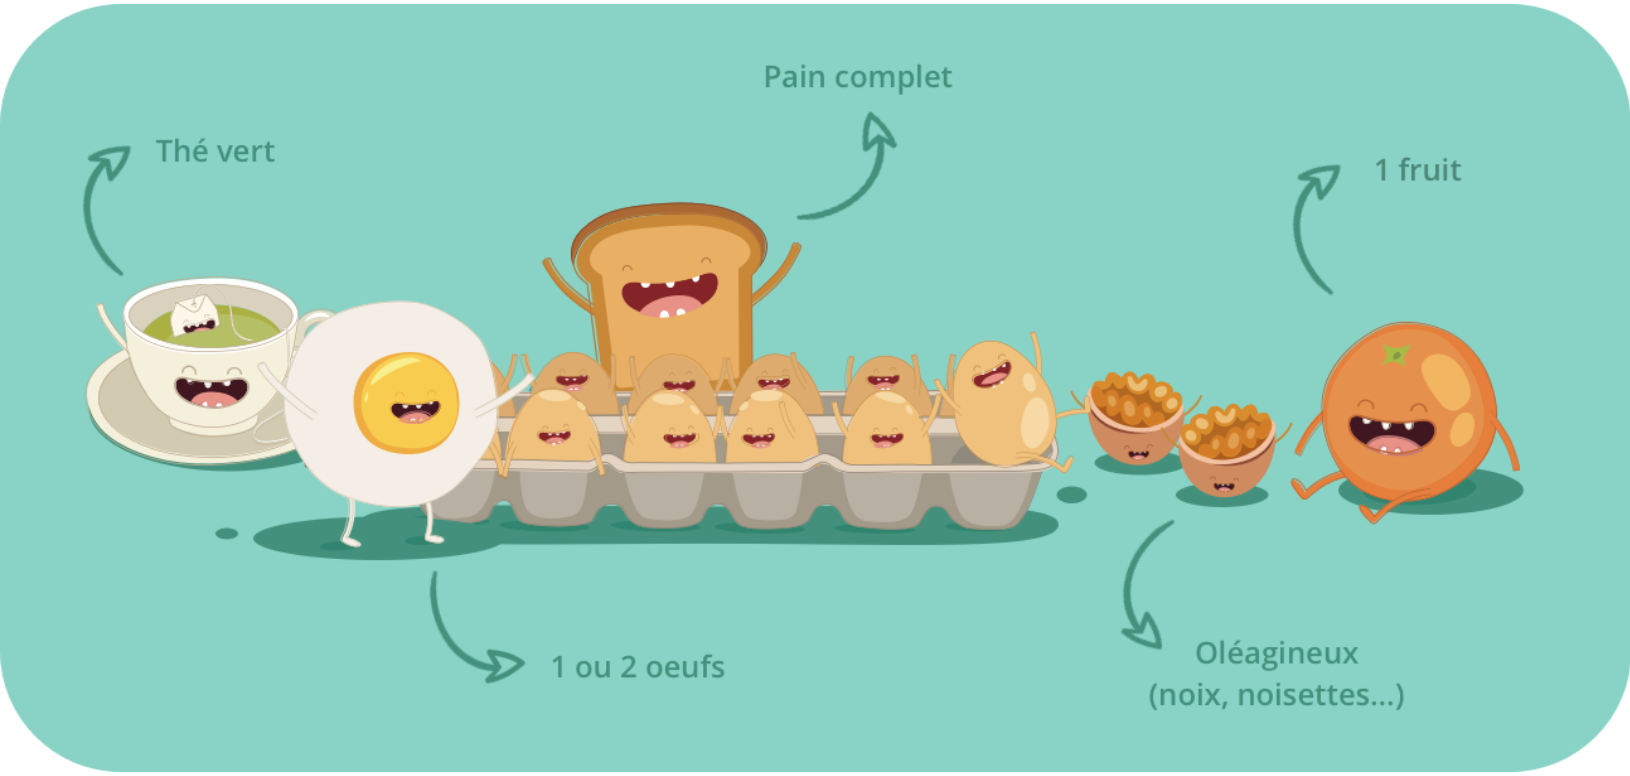 Pain complet
Thé vert
1 fruit
1 ou 2 oeufs
Oléagineux
(noix, noisettes...)